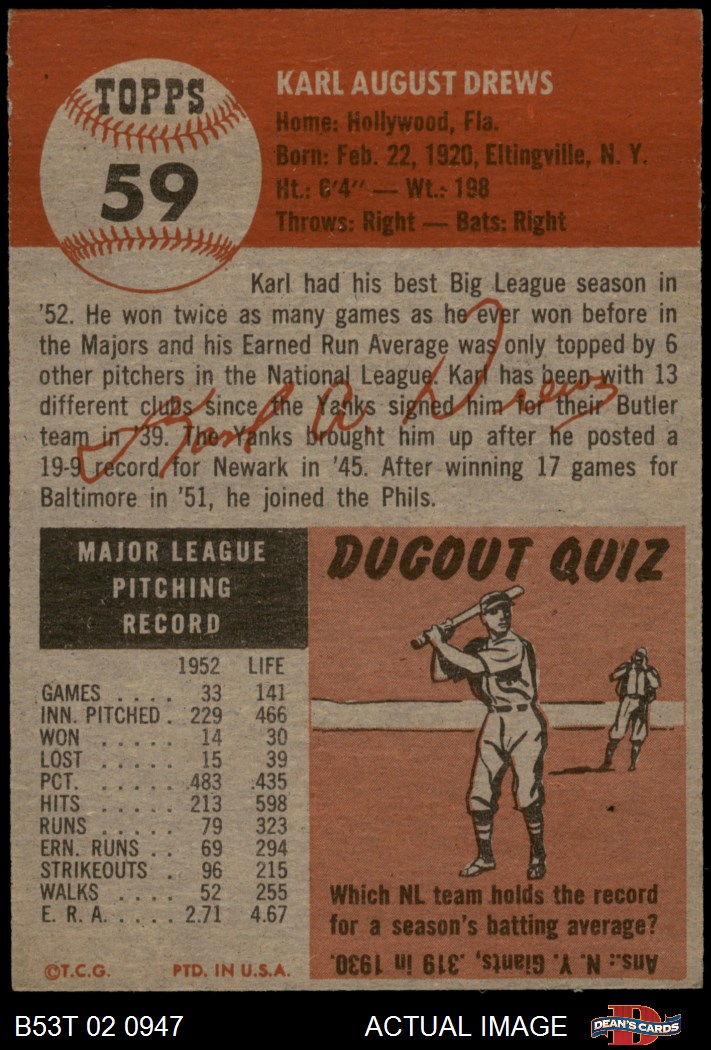 TOPPS
59
KARL AUGUST DREWS
Home: Hollywood, Fla.
Born: Feb. 22, 1920, Eltingville, N. Y.
Ht.: 6'4" — Wt.: 198
Throws: Right — Bats: Right
Karl had his best Big League season in
'52. He won twice as many games as he ever won before in
the Majors and his Earned Run Average was only topped by 6
other pitchers in the National League. Karl has been with 13
different clubs since the Yanks signed him for their Butler
team in '39. The Yanks brought him up after he posted a
19-9 record for Newark in '45. After winning 17 games for
Baltimore in '51, he joined the Phils.
Karl A. Drews
MAJOR LEAGUE
PITCHING
RECORD
1952 LIFE
GAMES . . . . 33 141
INN. PITCHED . 229 466
WON . . . . . 14 30
LOST . . . . . 15 39
PCT. . . . . . .483 .435
HITS . . . . . 213 598
RUNS . . . . . 79 323
ERN. RUNS . . 69 294
STRIKEOUTS . 96 215
WALKS . . . . 52 255
E. R. A. . . . . 2.71 4.67
©T.C.G. PTD. IN U.S.A.
DUGOUT QUIZ
Which NL team holds the record
for a season's batting average?
Ans.: N. Y. Giants, .319 in 1930.
B53T 02 0947 ACTUAL IMAGE
D
DEAN'S CARDS